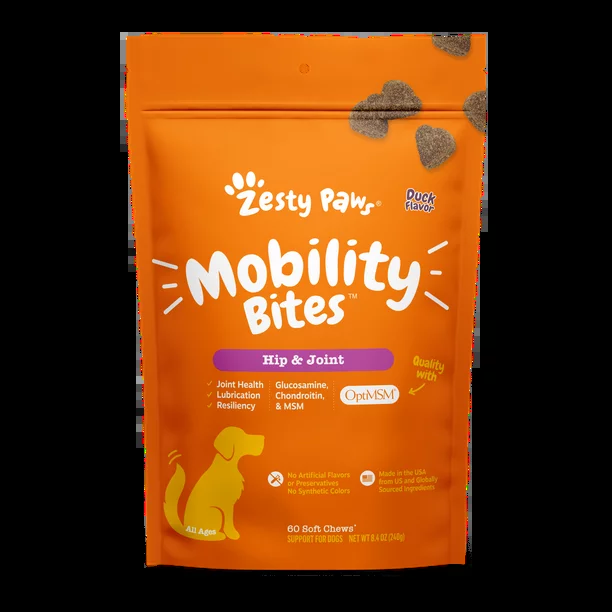 Zesty Paws®
Duck
Flavor
Mobility
Bites™
Hip & Joint
✓ Joint Health
✓ Lubrication
✓ Resiliency
Glucosamine,
Chondroitin,
& MSM
OptiMSM®
Quality
with
No Artificial Flavors
or Preservatives
No Synthetic Colors
Made in the USA
from US and Globally
Sourced Ingredients
All Ages
60 Soft Chews*
SUPPORT FOR DOGS NET WT 8.4 OZ (240g)